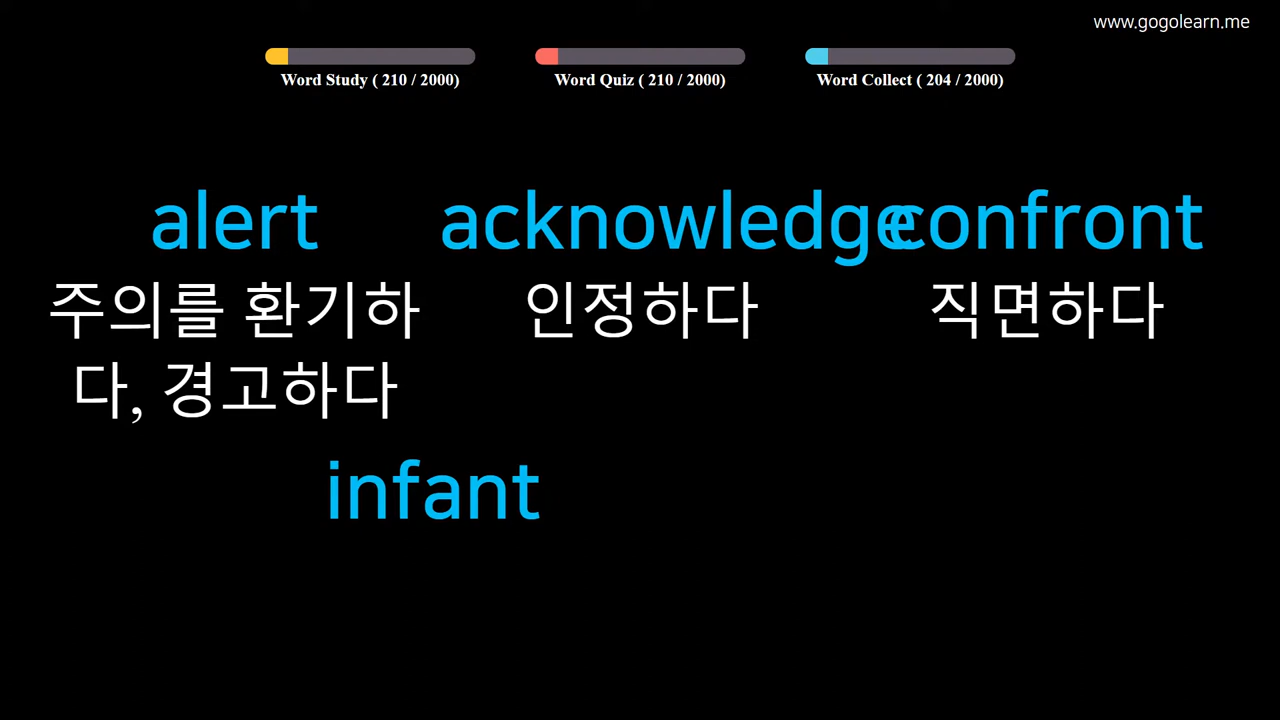 www.gogolearn.me
Word Study ( 210 / 2000)
Word Quiz ( 210 / 2000)
Word Collect ( 204 / 2000)
alert
주의를 환기하
다, 경고하다
acknowledge
인정하다
confront
직면하다
infant